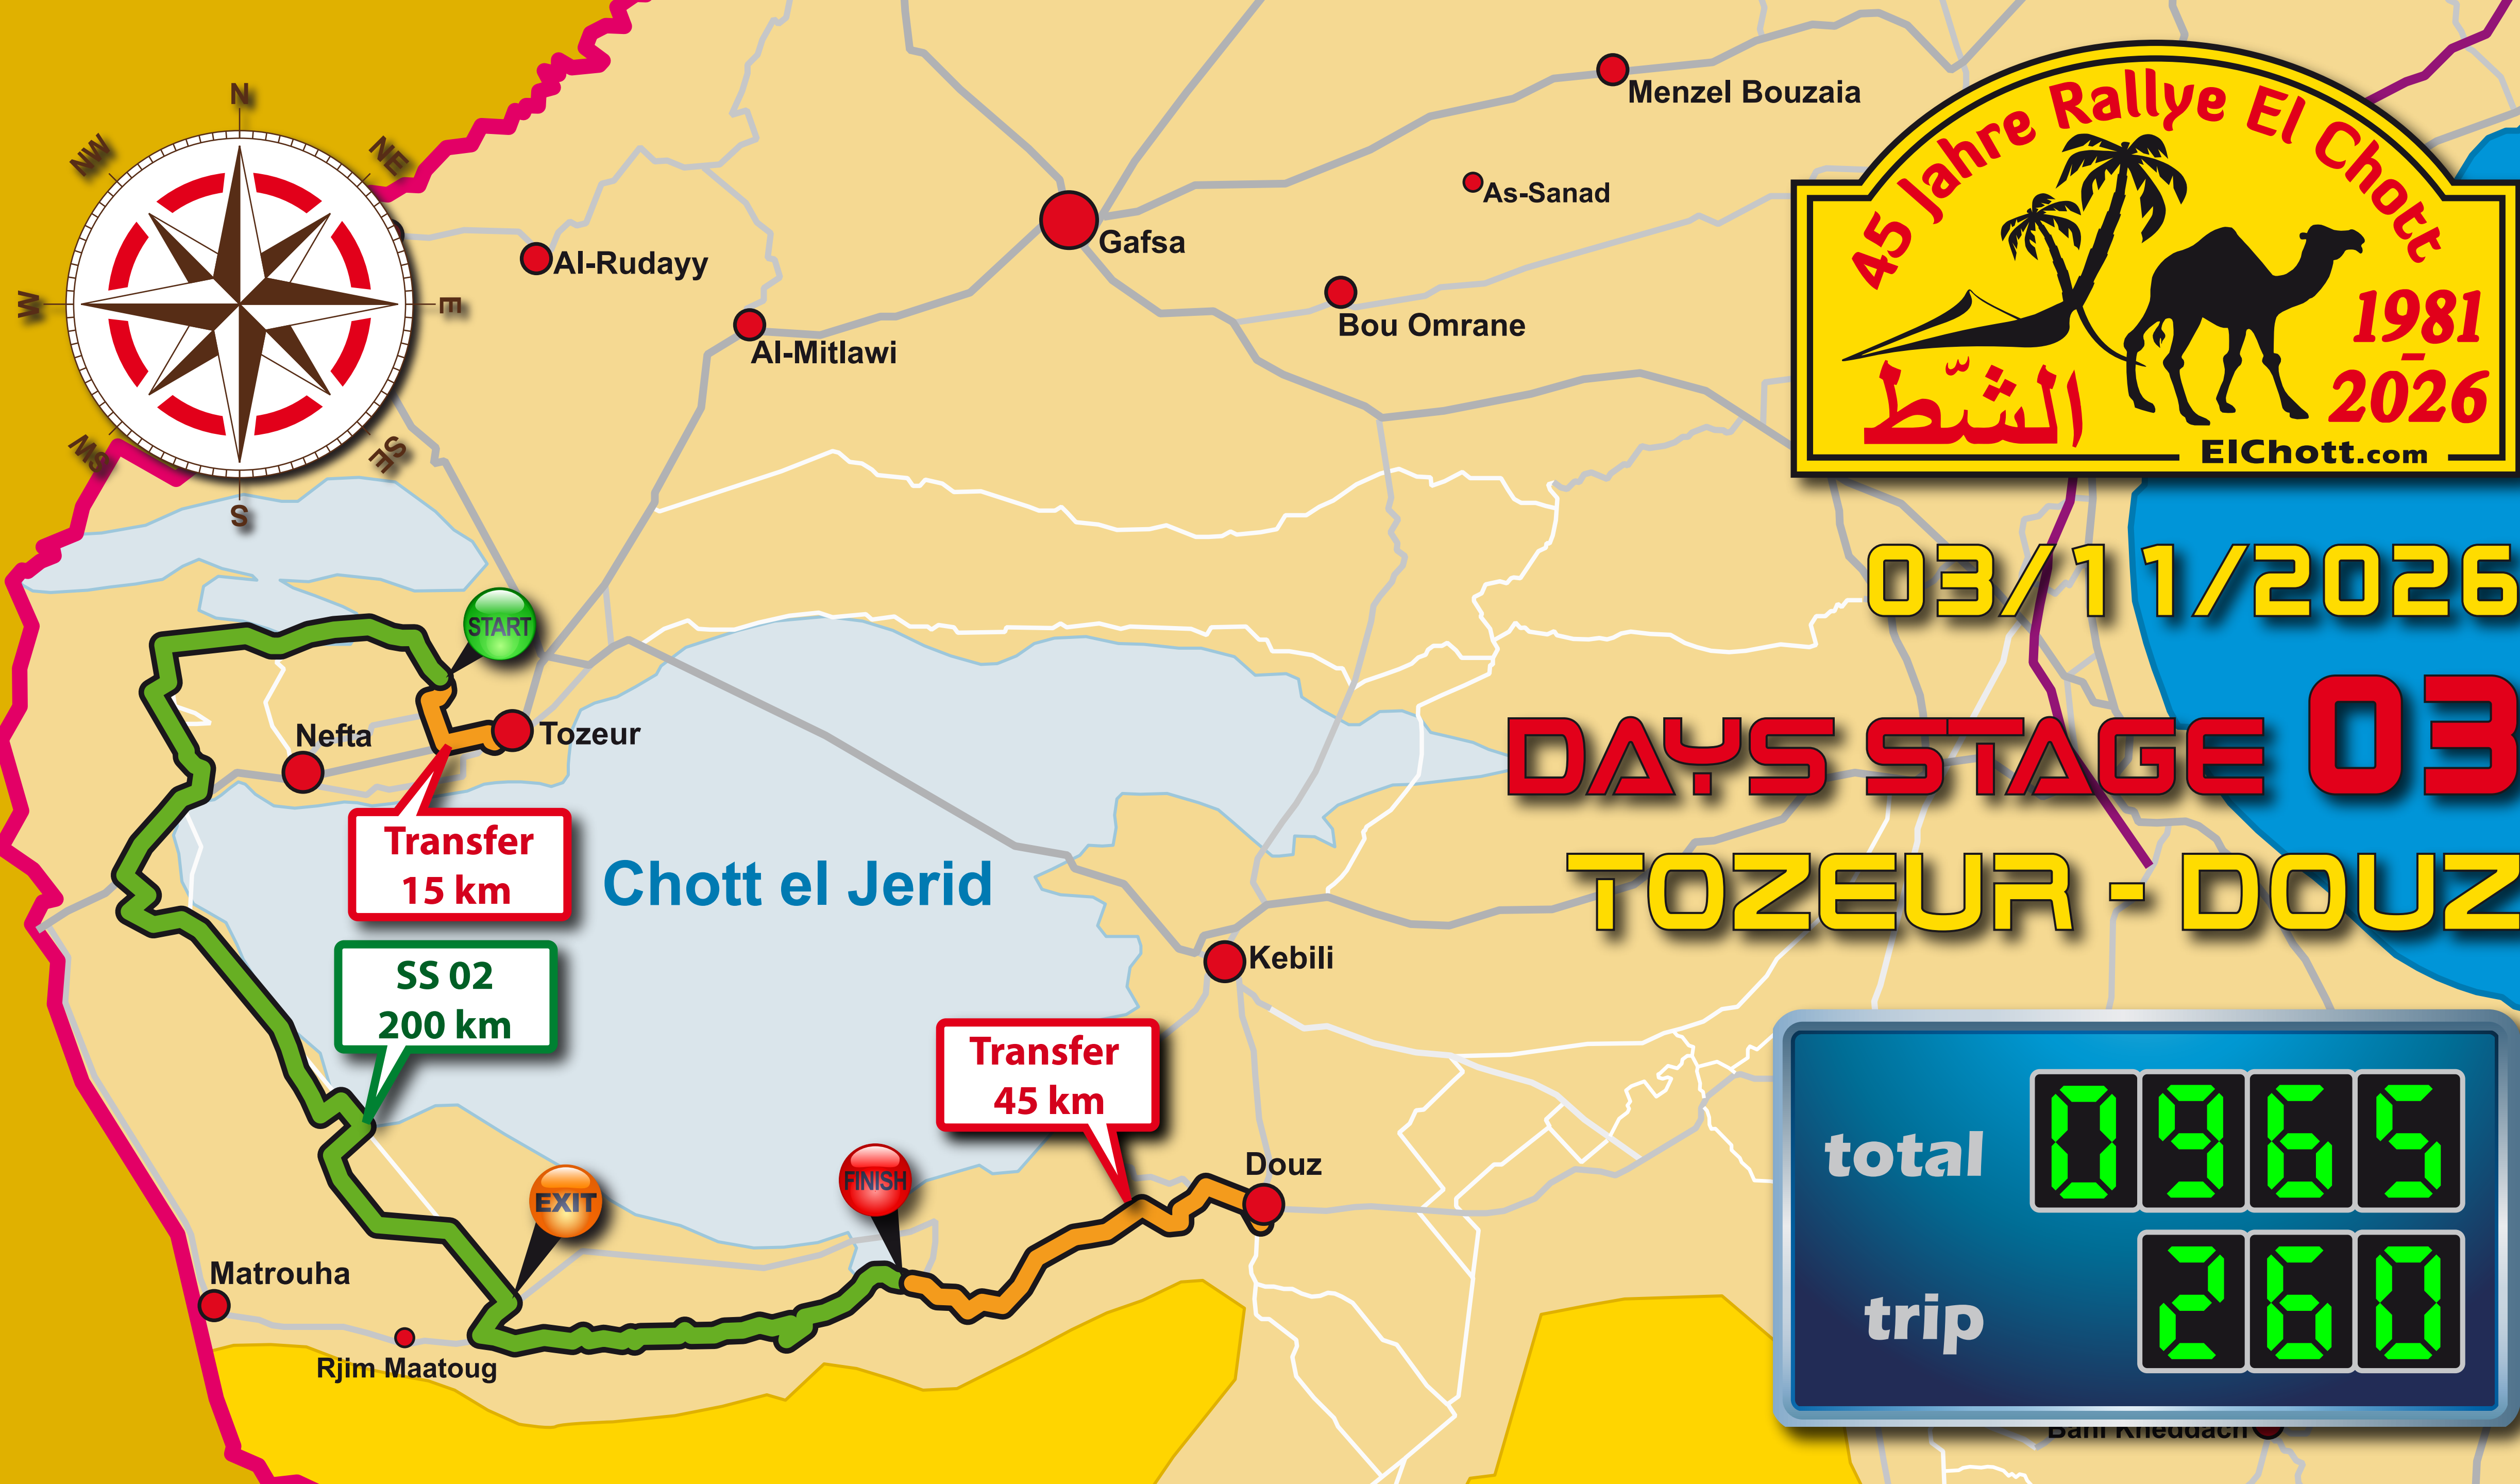 N
NE
E
SE
S
SW
W
NW
Menzel Bouzaia
As-Sanad
Gafsa
Al-Rudayy
Bou Omrane
Al-Mitlawi
45 Jahre Rallye El Chott
1981
-
2026
الشّط
ElChott.com
03/11/2026
DAYS STAGE 03
TOZEUR - DOUZ
START
Nefta
Tozeur
Transfer
15 km
Chott el Jerid
SS 02
200 km
Kebili
Transfer
45 km
Douz
EXIT
FINISH
Matrouha
Rjim Maatoug
total
0965
trip
260
Bani Kheddach